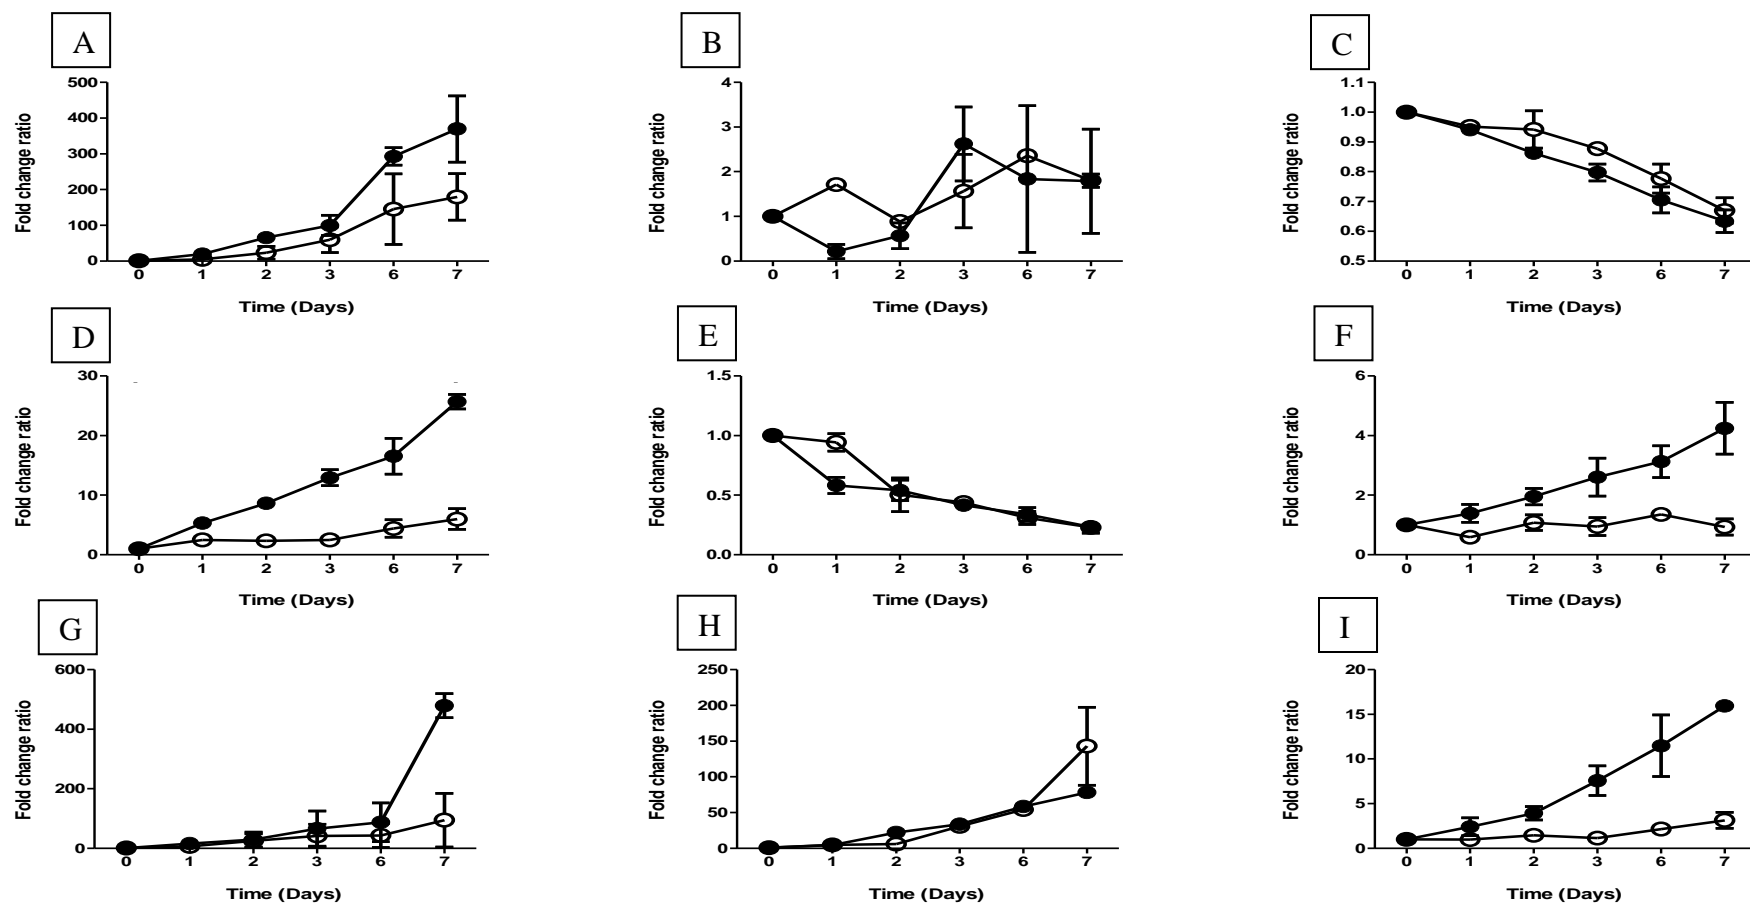 A
Fold change ratio
500
400
300
200
100
0
0 1 2 3 6 7
Time (Days)
B
Fold change ratio
4
3
2
1
0
0 1 2 3 6 7
Time (Days)
C
Fold change ratio
1.1
1.0
0.9
0.8
0.7
0.6
0.5
0 1 2 3 6 7
Time (Days)
D
Fold change ratio
30
20
10
0
0 1 2 3 6 7
Time (Days)
E
Fold change ratio
1.5
1.0
0.5
0.0
0 1 2 3 6 7
Time (Days)
F
Fold change ratio
6
4
2
0
0 1 2 3 6 7
Time (Days)
G
Fold change ratio
600
400
200
0
0 1 2 3 6 7
Time (Days)
H
Fold change ratio
250
200
150
100
50
0
0 1 2 3 6 7
Time (Days)
I
Fold change ratio
20
15
10
5
0
0 1 2 3 6 7
Time (Days)